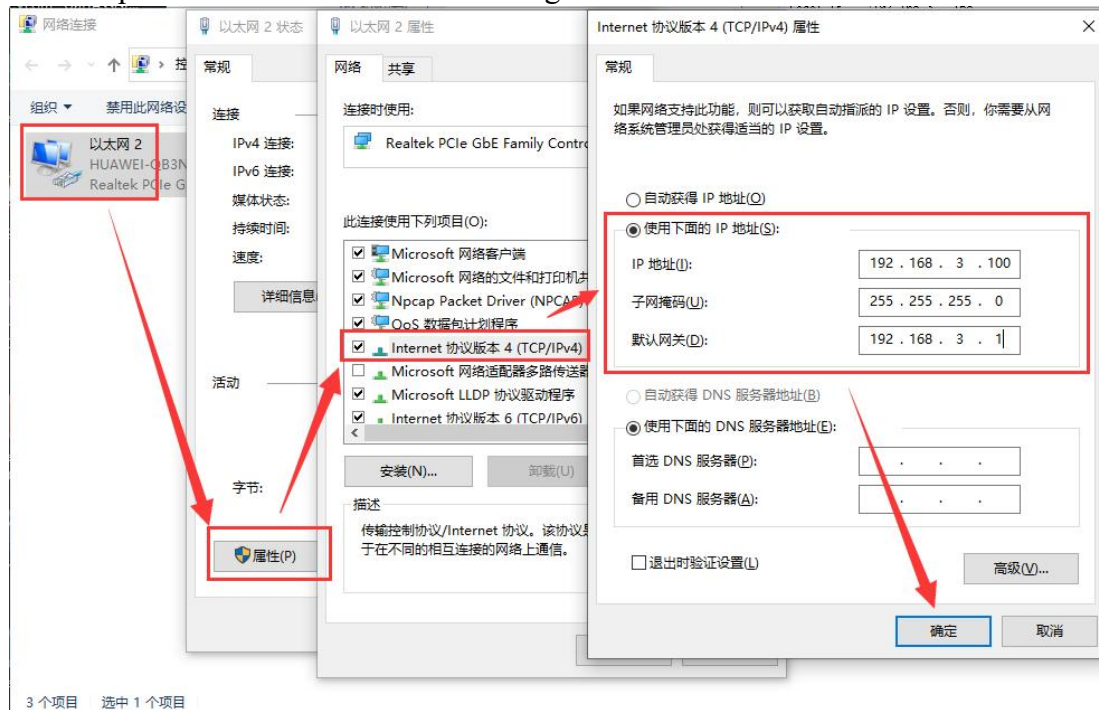 网络连接
控
组织
禁用此网络设
以太网 2
HUAWEI-QB3N
Realtek PCIe G
3 个项目
选中 1 个项目
以太网 2 状态
常规
连接
IPv4 连接:
IPv6 连接:
媒体状态:
持续时间:
速度:
详细信息
活动
字节:
属性(P)
以太网 2 属性
网络
共享
连接时使用:
Realtek PCIe GbE Family Contro
此连接使用下列项目(O):
Microsoft 网络客户端
Microsoft 网络的文件和打印机共
Npcap Packet Driver (NPCAP)
QoS 数据包计划程序
Internet 协议版本 4 (TCP/IPv4)
Microsoft 网络适配器多路传送器
Microsoft LLDP 协议驱动程序
Internet 协议版本 6 (TCP/IPv6)
安装(N)...
卸载(U)
描述
传输控制协议/Internet 协议。该协议是
于在不同的相互连接的网络上通信。
Internet 协议版本 4 (TCP/IPv4) 属性
常规
如果网络支持此功能，则可以获取自动指派的 IP 设置。否则，你需要从网
络系统管理员处获得适当的 IP 设置。
自动获得 IP 地址(O)
使用下面的 IP 地址(S):
IP 地址(I):
192 . 168 . 3 . 100
子网掩码(U):
255 . 255 . 255 . 0
默认网关(D):
192 . 168 . 3 . 1
自动获得 DNS 服务器地址(B)
使用下面的 DNS 服务器地址(E):
首选 DNS 服务器(P):
. . .
备用 DNS 服务器(A):
. . .
退出时验证设置(L)
高级(V)...
确定
取消